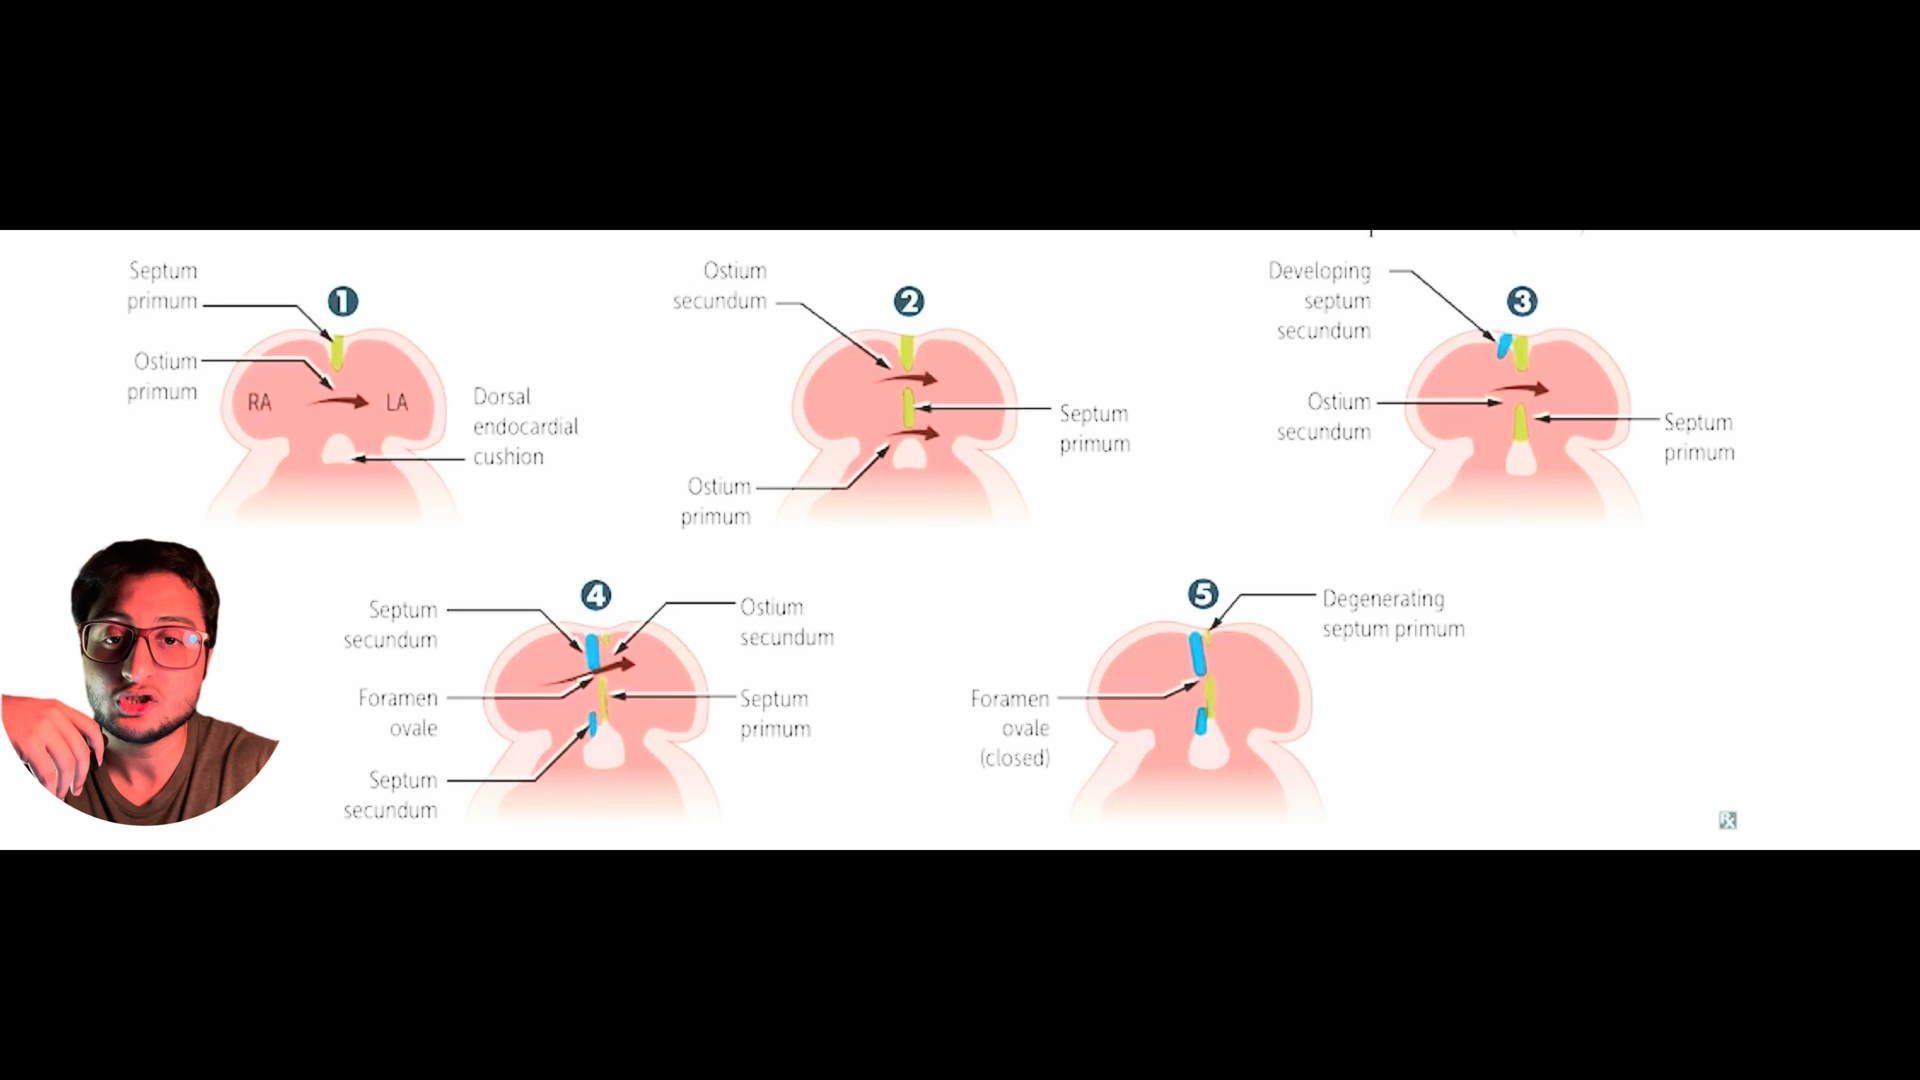 Septum
primum
1
Ostium
primum
RA
LA
Dorsal
endocardial
cushion
Ostium
secundum
2
Septum
primum
Ostium
primum
Developing
septum
secundum
3
Ostium
secundum
Septum
primum
4
Septum
secundum
Ostium
secundum
Foramen
ovale
Septum
primum
Septum
secundum
5
Degenerating
septum primum
Foramen
ovale
(closed)
Rx